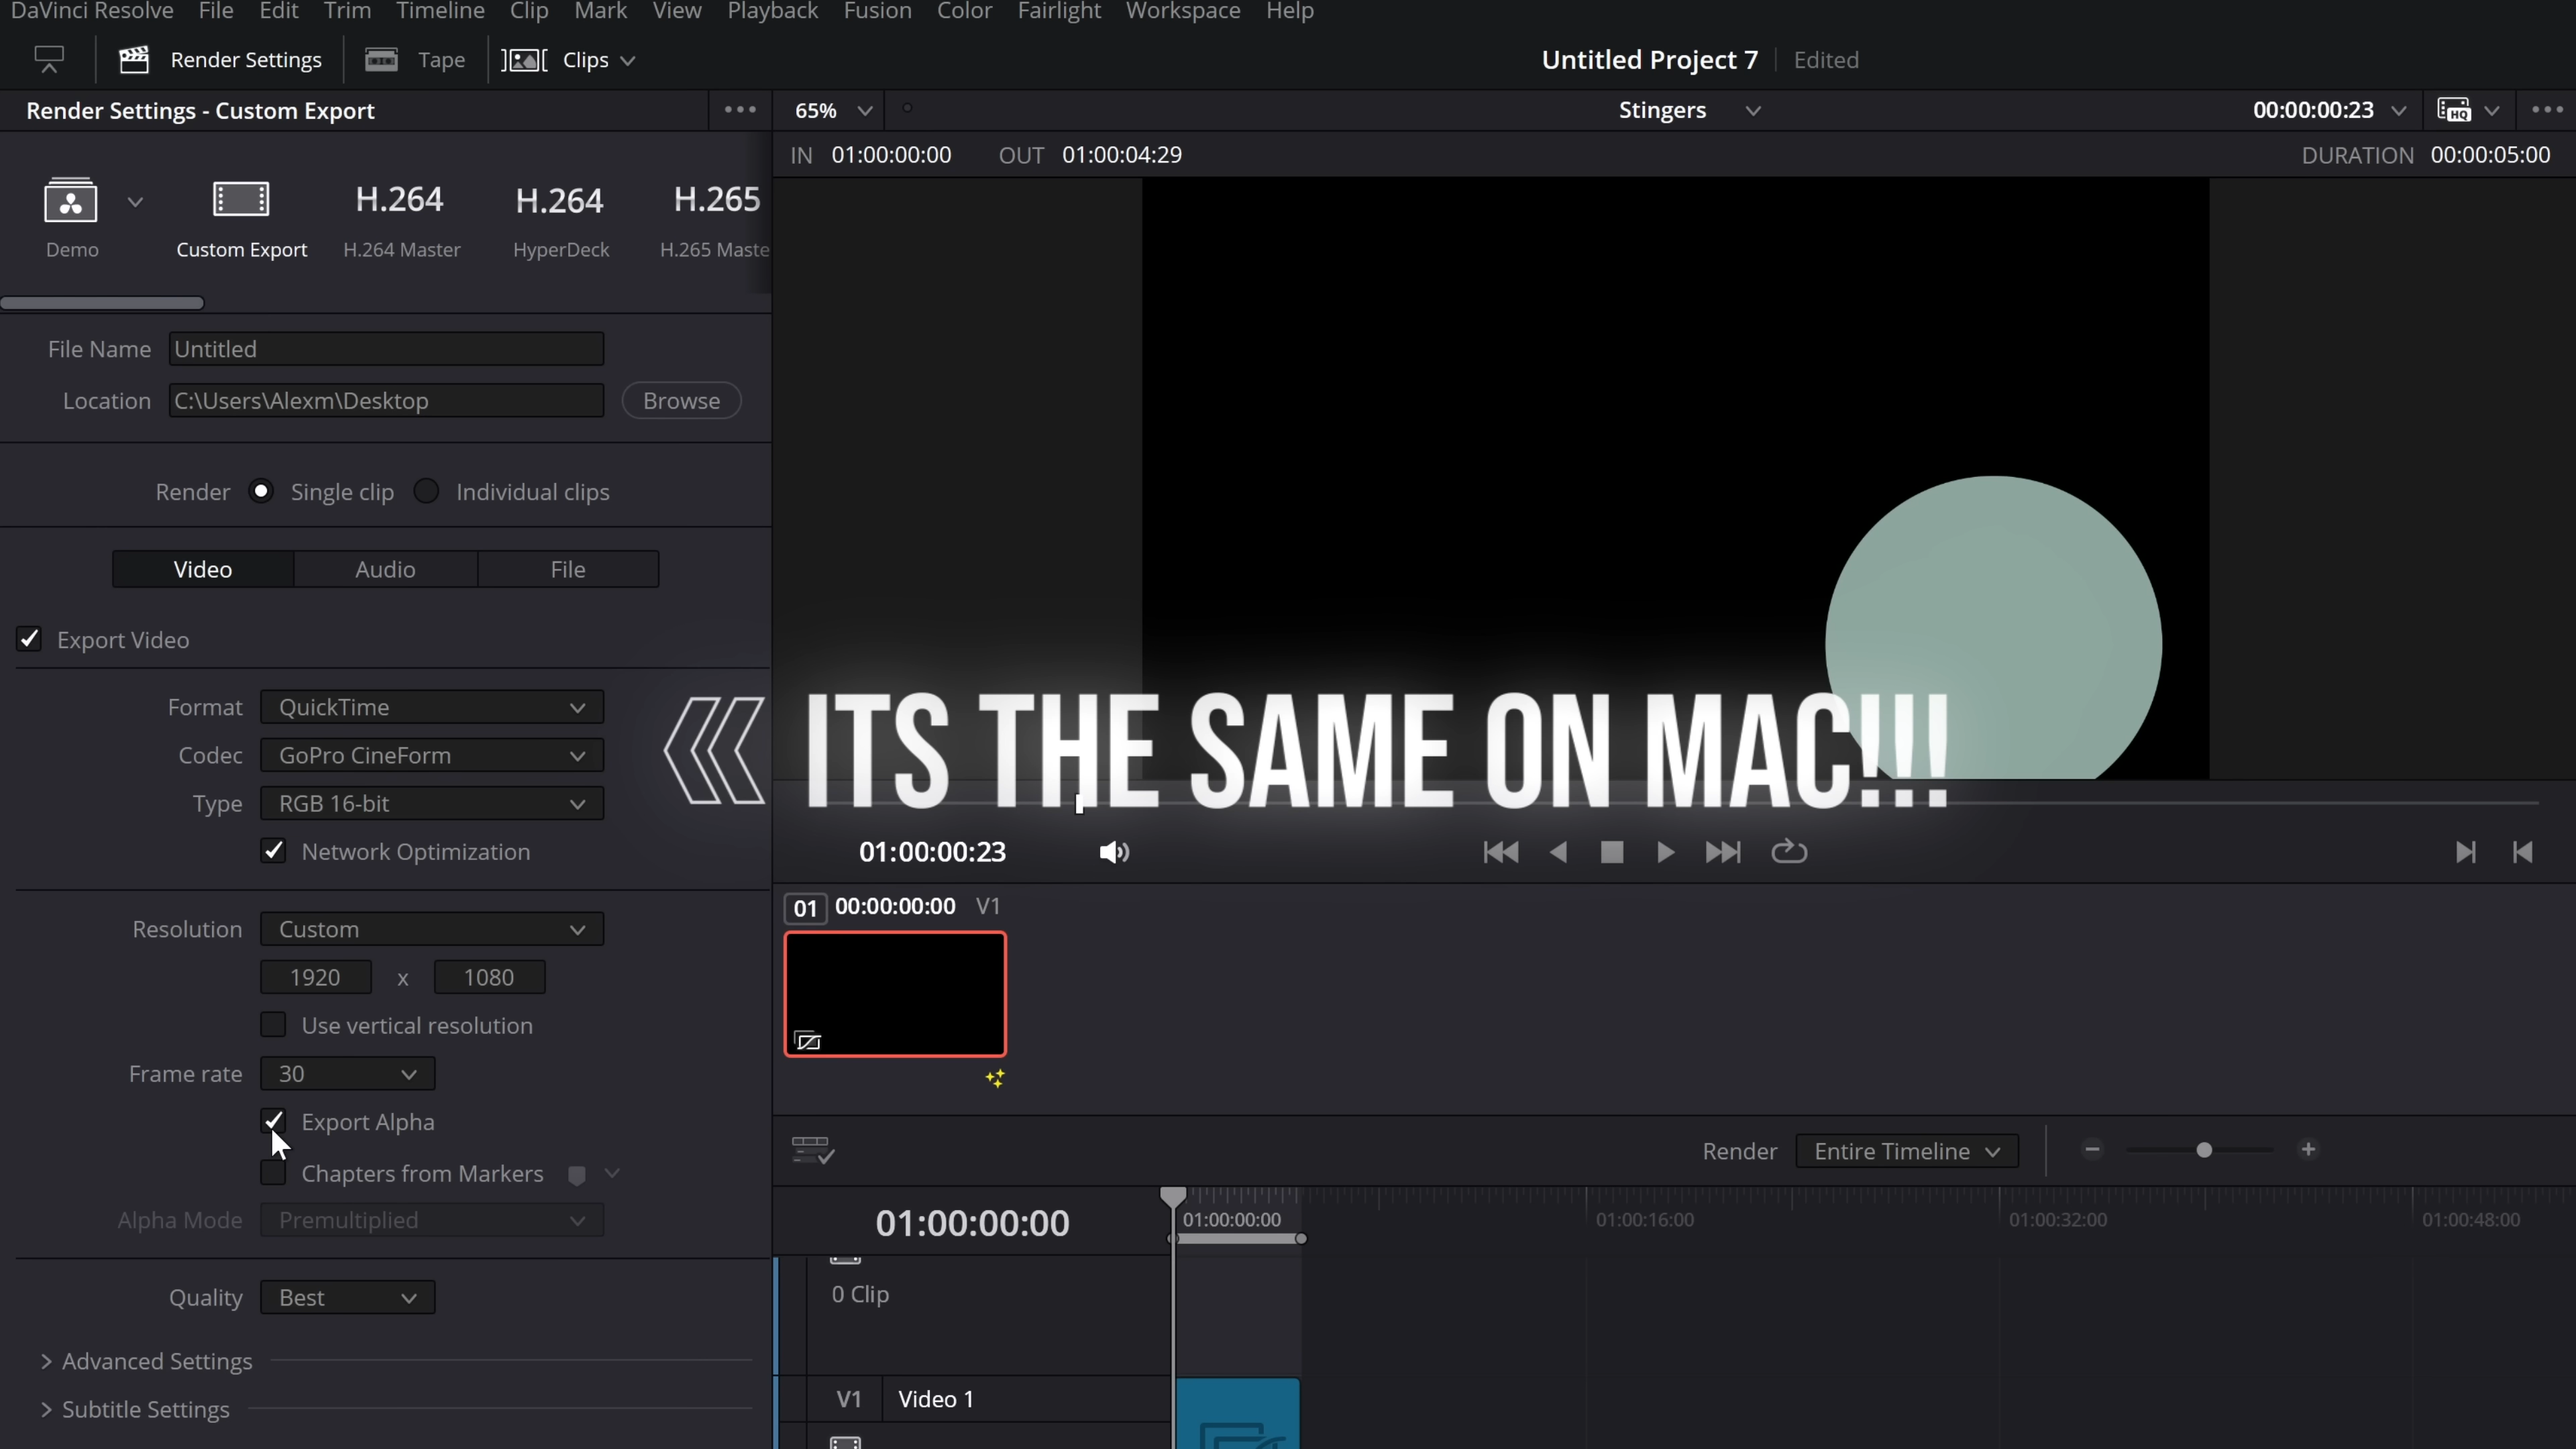 DaVinci Resolve File Edit Trim Timeline Clip Mark View Playback Fusion Color Fairlight Workspace Help
Render Settings Tape Clips Untitled Project 7 Edited
Render Settings - Custom Export 65% Stingers 00:00:00:23 HQ
IN 01:00:00:00 OUT 01:00:04:29 DURATION 00:00:05:00
H.264 H.264 H.265
Demo Custom Export H.264 Master HyperDeck H.265 Maste
File Name Untitled
Location C:\Users\Alexm\Desktop Browse
Render Single clip Individual clips
Video Audio File
Export Video
Format QuickTime
ITS THE SAME ON MAC!!!
Codec GoPro CineForm
Type RGB 16-bit
Network Optimization 01:00:00:23
01 00:00:00:00 V1
Resolution Custom
1920 x 1080
Use vertical resolution
Frame rate 30
Export Alpha
Render Entire Timeline
Chapters from Markers
Alpha Mode Premultiplied 01:00:00:00 01:00:00:00 01:00:16:00 01:00:32:00 01:00:48:00
Quality Best 0 Clip
Advanced Settings
V1 Video 1
Subtitle Settings